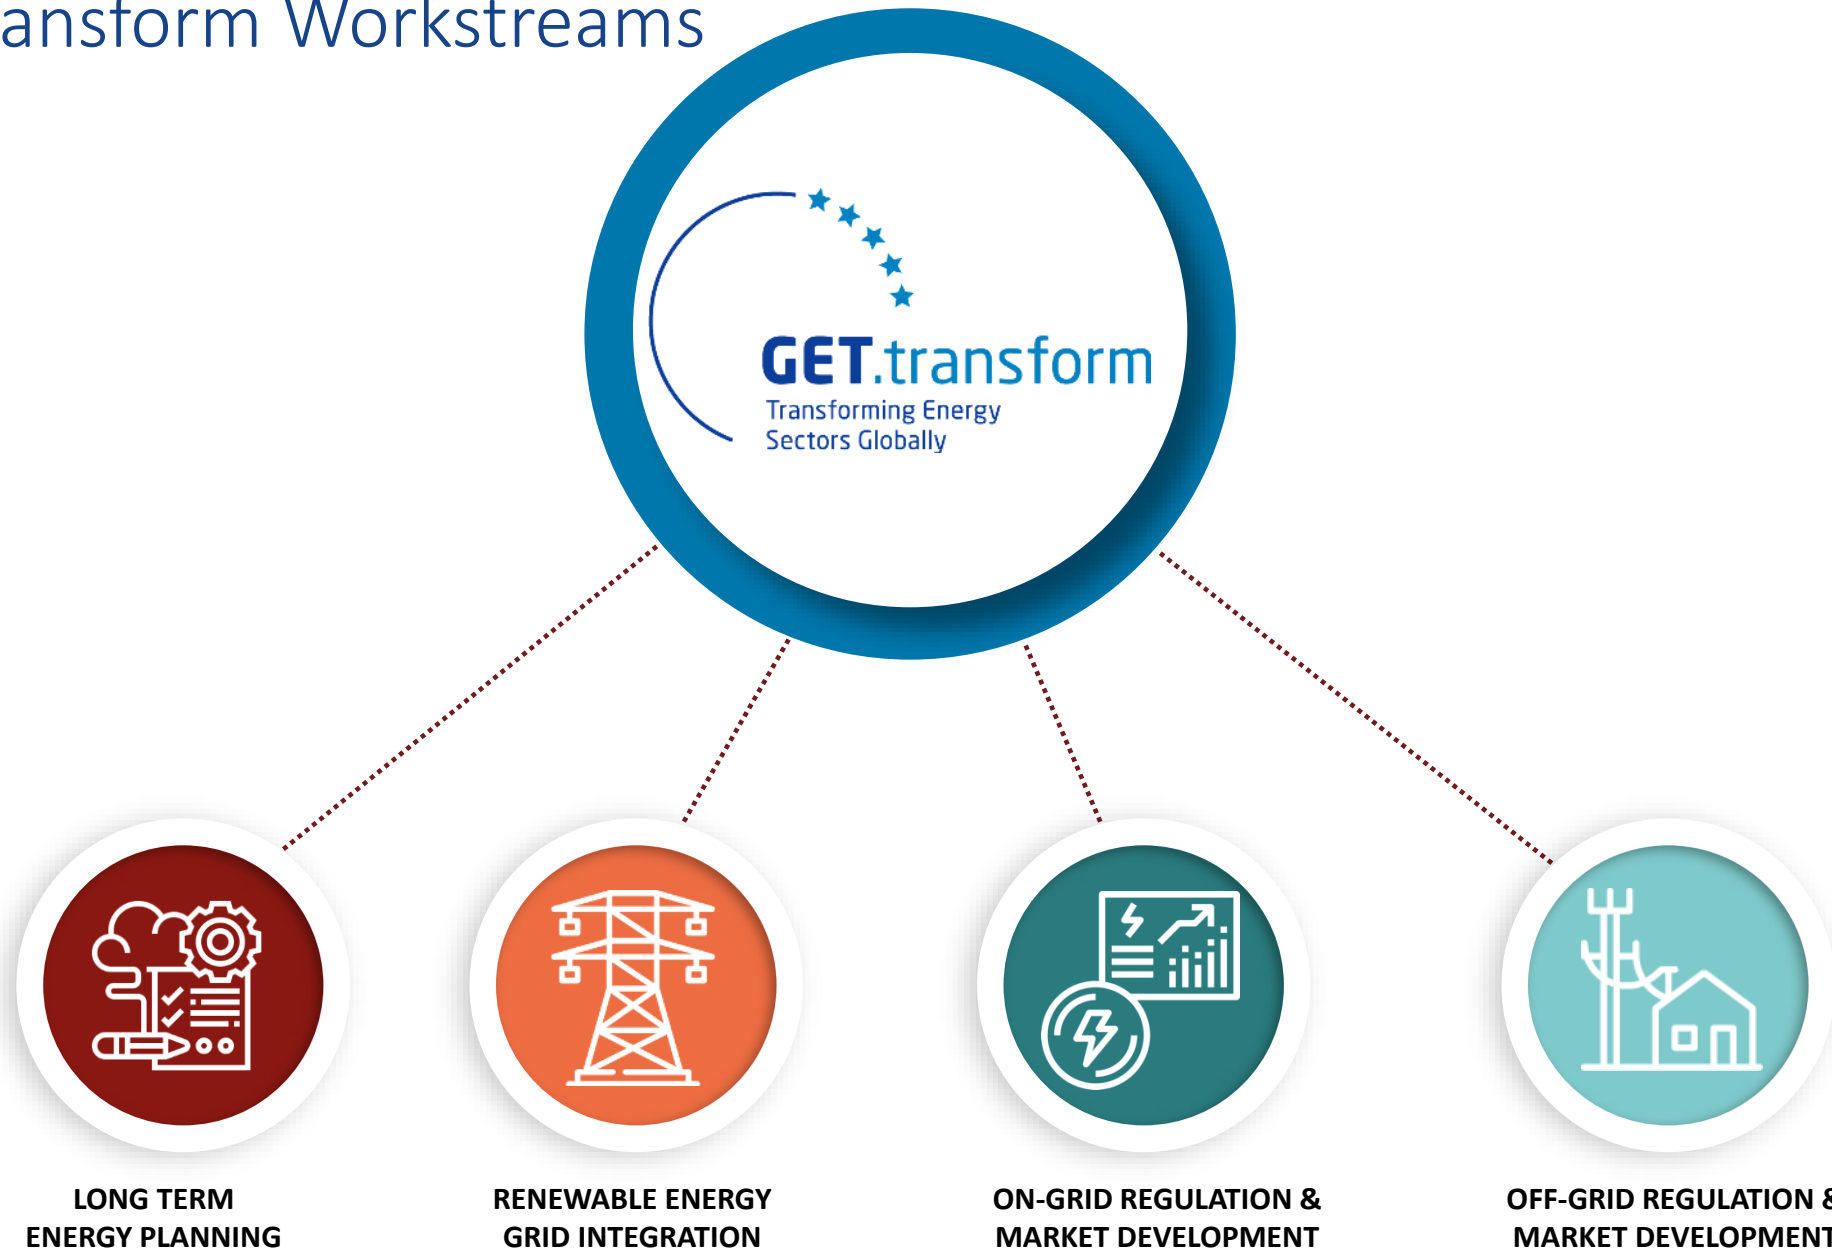 ansform Workstreams
GET.transform
Transforming Energy
Sectors Globally
LONG TERM
ENERGY PLANNING
RENEWABLE ENERGY
GRID INTEGRATION
ON-GRID REGULATION &
MARKET DEVELOPMENT
OFF-GRID REGULATION &
MARKET DEVELOPMENT